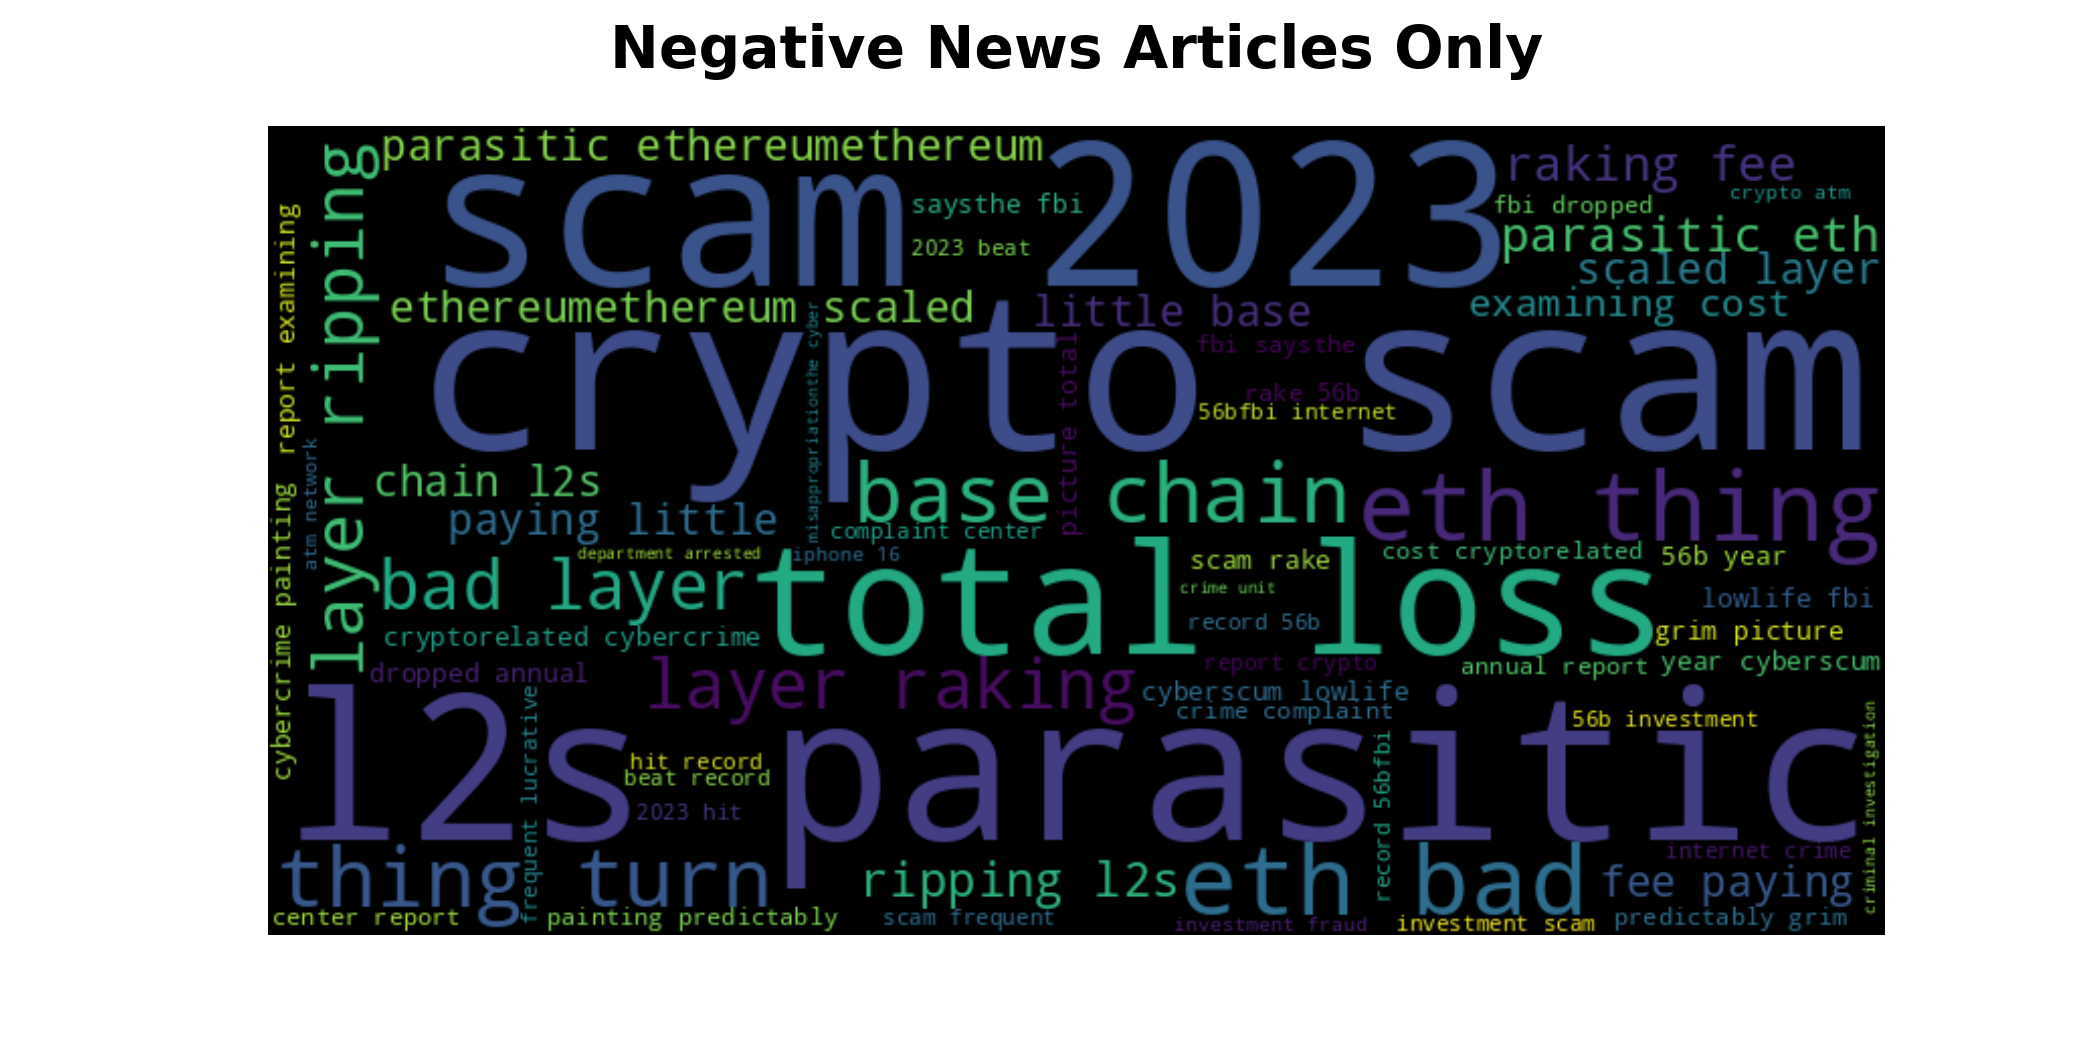 Negative News Articles Only
parasitic ethereumethereum
scam 2023
raking fee
crypto atm
saysthe fbi
fbi dropped
2023 beat
parasitic eth
scaled layer
report examining
layer ripping
ethereumethereum scaled
little base
examining cost
crypto scam
misappropriationthe cyber
picture total
fbi saysthe
rake 56b
56bfbi internet
atm network
chain l2s
base chain
eth thing
paying little
complaint center
cybercrime painting
department arrested
iphone 16
bad layer
total loss
scam rake
cost cryptorelated
56b year
crime unit
lowlife fbi
record 56b
cryptorelated cybercrime
grim picture
dropped annual
layer raking
report crypto
annual report
year cyberscum
cyberscum lowlife
crime complaint
l2s parasitic
56b investment
frequent lucrative
hit record
beat record
2023 hit
record 56bfbi
criminal investigation
thing turn
ripping l2s
eth bad
internet crime
fee paying
center report
painting predictably
scam frequent
investment fraud
investment scam
predictably grim